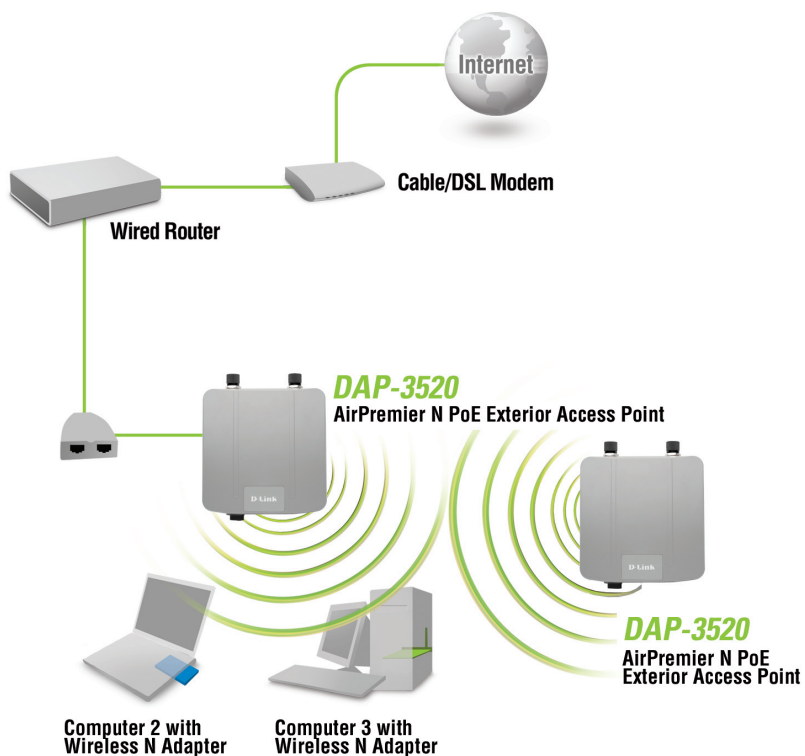 Internet
Cable/DSL Modem
Wired Router
DAP-3520
AirPremier N PoE Exterior Access Point
D-Link
D-Link
DAP-3520
AirPremier N PoE
Exterior Access Point
Computer 2 with
Wireless N Adapter
Computer 3 with
Wireless N Adapter